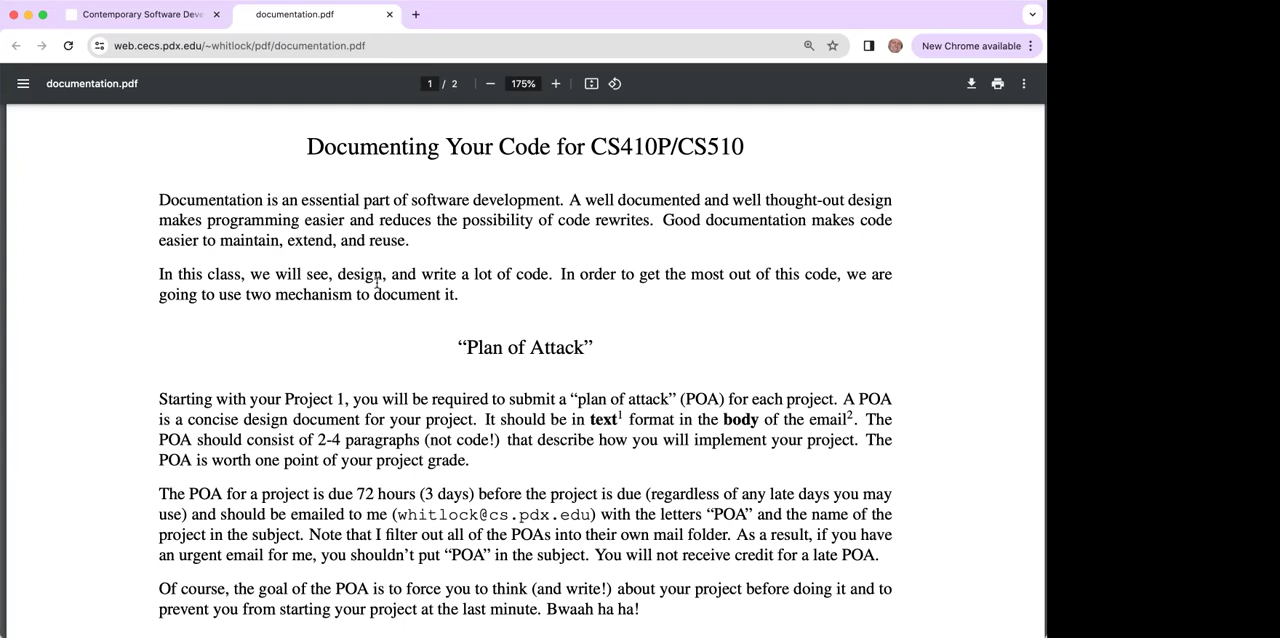 Contemporary Software Deve
documentation.pdf
web.cecs.pdx.edu/~whitlock/pdf/documentation.pdf
New Chrome available
documentation.pdf
1 / 2
175%
Documenting Your Code for CS410P/CS510
Documentation is an essential part of software development. A well documented and well thought-out design
makes programming easier and reduces the possibility of code rewrites. Good documentation makes code
easier to maintain, extend, and reuse.
In this class, we will see, design, and write a lot of code. In order to get the most out of this code, we are
going to use two mechanism to document it.
“Plan of Attack”
Starting with your Project 1, you will be required to submit a “plan of attack” (POA) for each project. A POA
is a concise design document for your project. It should be in text¹ format in the body of the email². The
POA should consist of 2-4 paragraphs (not code!) that describe how you will implement your project. The
POA is worth one point of your project grade.
The POA for a project is due 72 hours (3 days) before the project is due (regardless of any late days you may
use) and should be emailed to me (whitlock@cs.pdx.edu) with the letters “POA” and the name of the
project in the subject. Note that I filter out all of the POAs into their own mail folder. As a result, if you have
an urgent email for me, you shouldn’t put “POA” in the subject. You will not receive credit for a late POA.
Of course, the goal of the POA is to force you to think (and write!) about your project before doing it and to
prevent you from starting your project at the last minute. Bwaah ha ha!